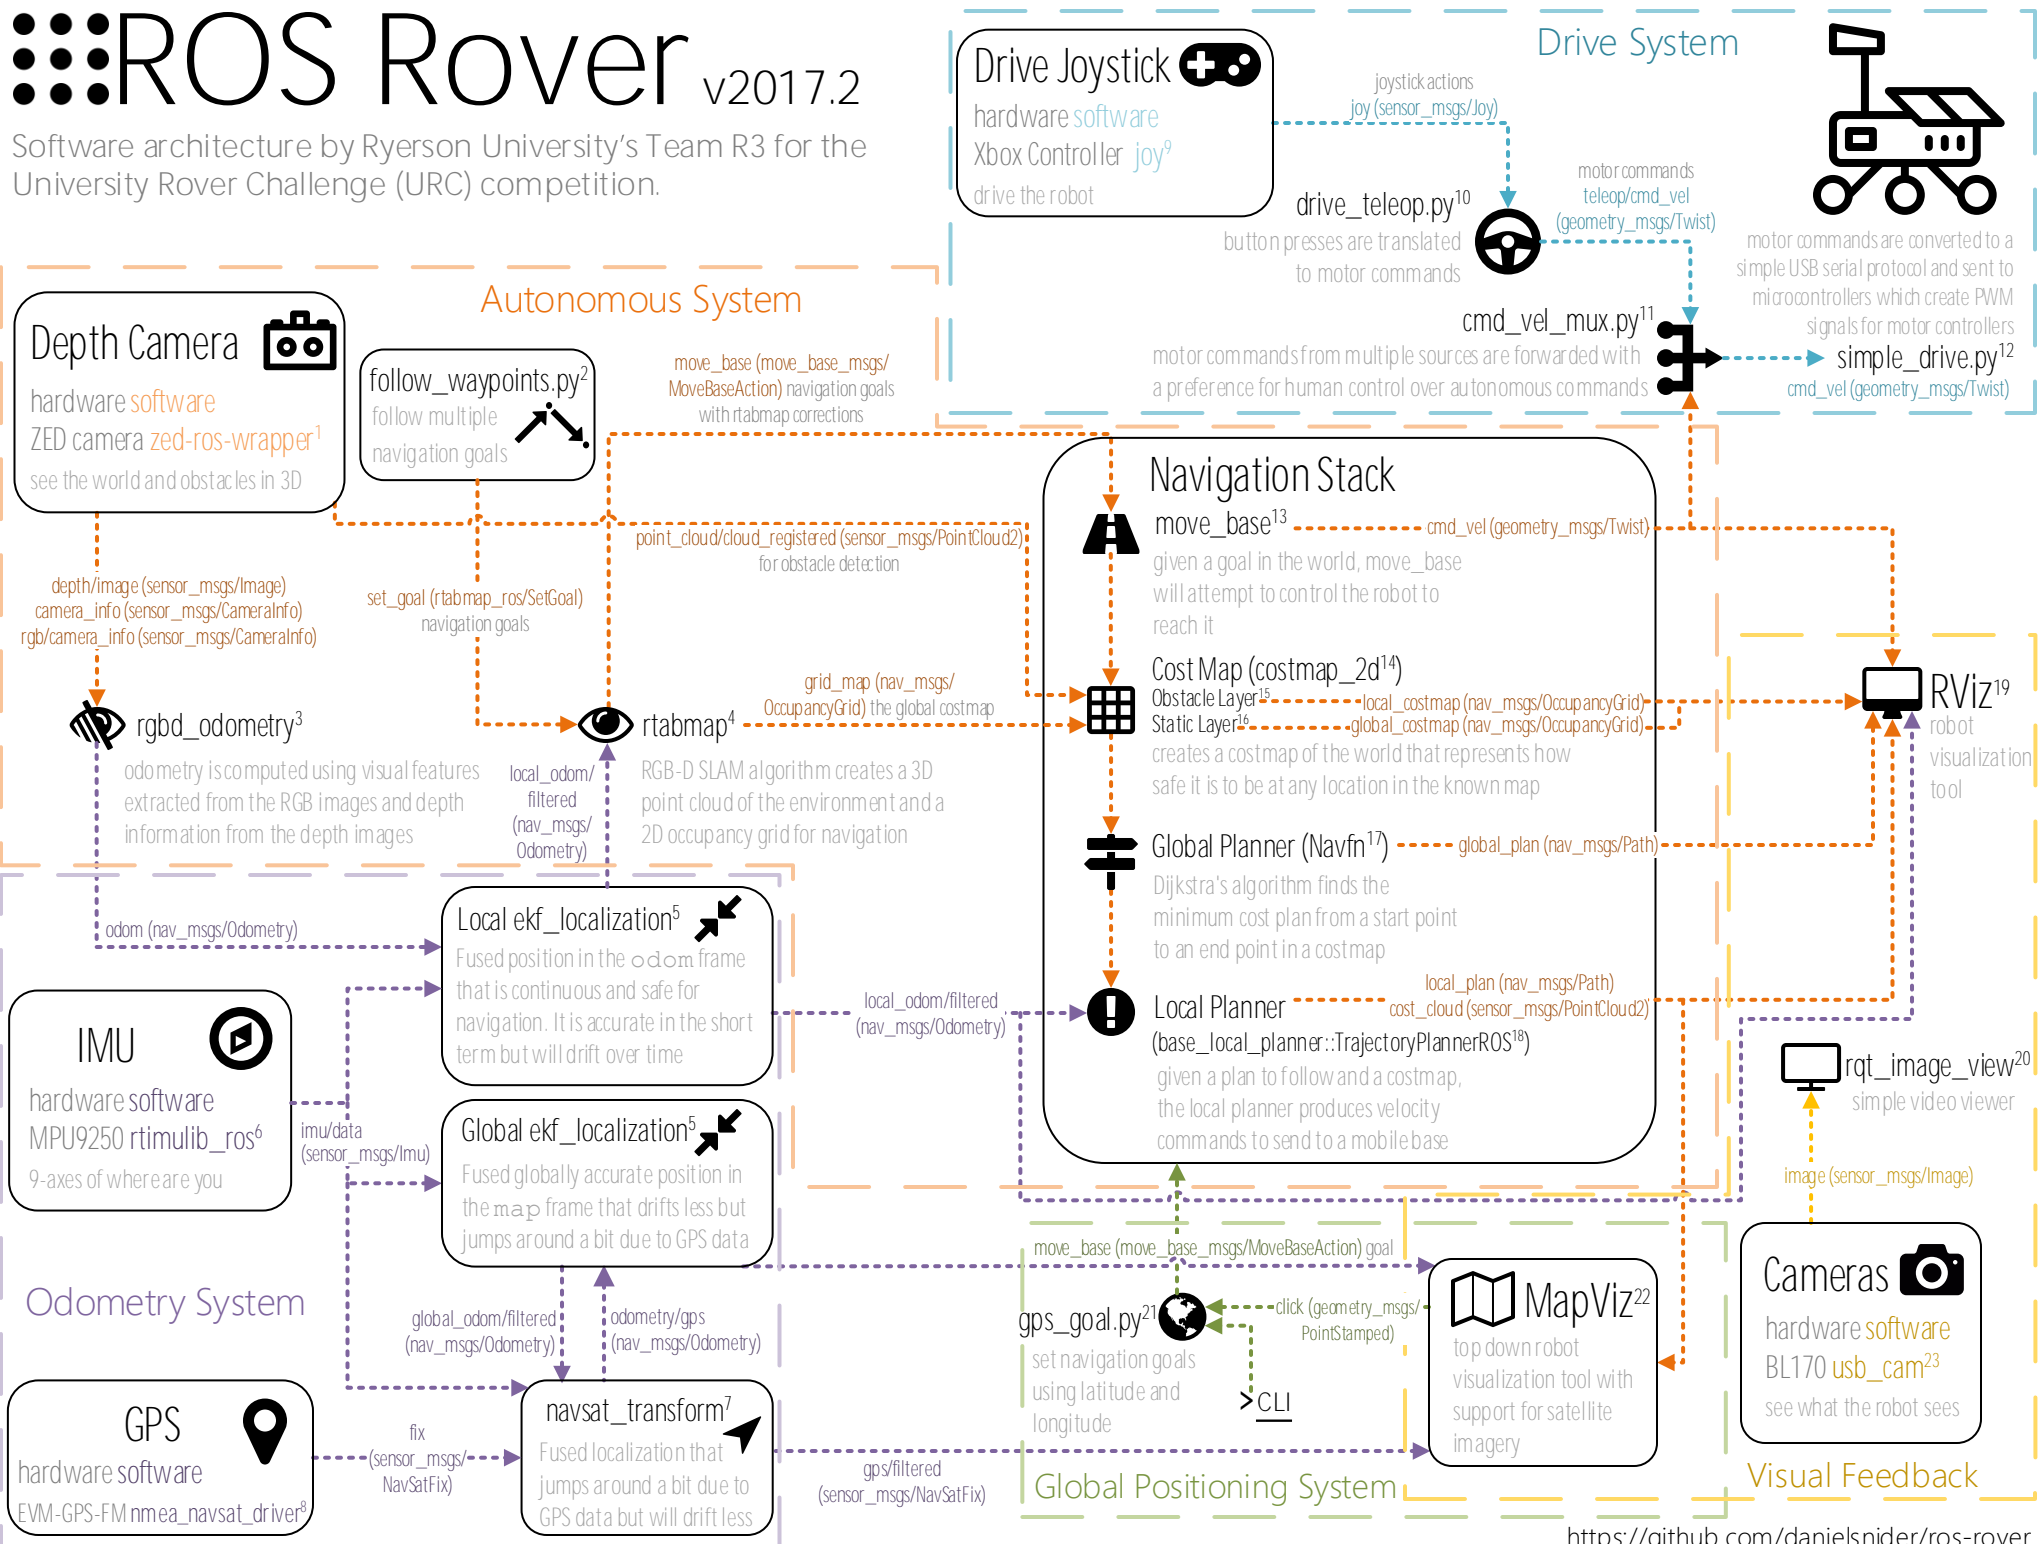 ROS Rover v2017.2
Software architecture by Ryerson University's Team R3 for the
University Rover Challenge (URC) competition.
Drive System
Drive Joystick
hardware software
Xbox Controller joy9
drive the robot
joystick actions
joy (sensor_msgs/Joy)
drive_teleop.py10
button presses are translated
to motor commands
motor commands
teleop/cmd_vel
(geometry_msgs/Twist)
motor commands are converted to a
simple USB serial protocol and sent to
microcontrollers which create PWM
signals for motor controllers
cmd_vel_mux.py11
motor commands from multiple sources are forwarded with
a preference for human control over autonomous commands
simple_drive.py12
cmd_vel (geometry_msgs/Twist)
Autonomous System
Depth Camera
hardware software
ZED camera zed-ros-wrapper1
see the world and obstacles in 3D
follow_waypoints.py2
follow multiple
navigation goals
move_base (move_base_msgs/
MoveBaseAction) navigation goals
with rtabmap corrections
point_cloud/cloud_registered (sensor_msgs/PointCloud2)
for obstacle detection
depth/image (sensor_msgs/Image)
camera_info (sensor_msgs/CameraInfo)
rgb/camera_info (sensor_msgs/CameraInfo)
set_goal (rtabmap_ros/SetGoal)
navigation goals
rgbd_odometry3
odometry is computed using visual features
extracted from the RGB images and depth
information from the depth images
rtabmap4
RGB-D SLAM algorithm creates a 3D
point cloud of the environment and a
2D occupancy grid for navigation
grid_map (nav_msgs/
OccupancyGrid) the global costmap
local_odom/
filtered
(nav_msgs/
Odometry)
Navigation Stack
move_base13
cmd_vel (geometry_msgs/Twist)
given a goal in the world, move_base
will attempt to control the robot to
reach it
Cost Map (costmap_2d14)
Obstacle Layer15
local_costmap (nav_msgs/OccupancyGrid)
Static Layer16
global_costmap (nav_msgs/OccupancyGrid)
creates a costmap of the world that represents how
safe it is to be at any location in the known map
Global Planner (Navfn17)
global_plan (nav_msgs/Path)
Dijkstra's algorithm finds the
minimum cost plan from a start point
to an end point in a costmap
Local Planner
(base_local_planner::TrajectoryPlannerROS18)
local_plan (nav_msgs/Path)
cost_cloud (sensor_msgs/PointCloud2)
given a plan to follow and a costmap,
the local planner produces velocity
commands to send to a mobile base
RViz19
robot
visualization
tool
rqt_image_view20
simple video viewer
image (sensor_msgs/Image)
Cameras
hardware software
BL170 usb_cam23
see what the robot sees
Visual Feedback
odom (nav_msgs/Odometry)
Local ekf_localization5
Fused position in the odom frame
that is continuous and safe for
navigation. It is accurate in the short
term but will drift over time
local_odom/filtered
(nav_msgs/Odometry)
IMU
hardware software
MPU9250 rtimulib_ros6
9-axes of where are you
imu/data
(sensor_msgs/Imu)
Global ekf_localization5
Fused globally accurate position in
the map frame that drifts less but
jumps around a bit due to GPS data
Odometry System
global_odom/filtered
(nav_msgs/Odometry)
odometry/gps
(nav_msgs/Odometry)
GPS
hardware software
EVM-GPS-FM nmea_navsat_driver8
fix
(sensor_msgs/
NavSatFix)
navsat_transform7
Fused localization that
jumps around a bit due to
GPS data but will drift less
gps/filtered
(sensor_msgs/NavSatFix)
move_base (move_base_msgs/MoveBaseAction) goal
gps_goal.py21
set navigation goals
using latitude and
longitude
click (geometry_msgs/
PointStamped)
>CLI
Global Positioning System
MapViz22
top down robot
visualization tool with
support for satellite
imagery
https://github.com/danielsnider/ros-rover